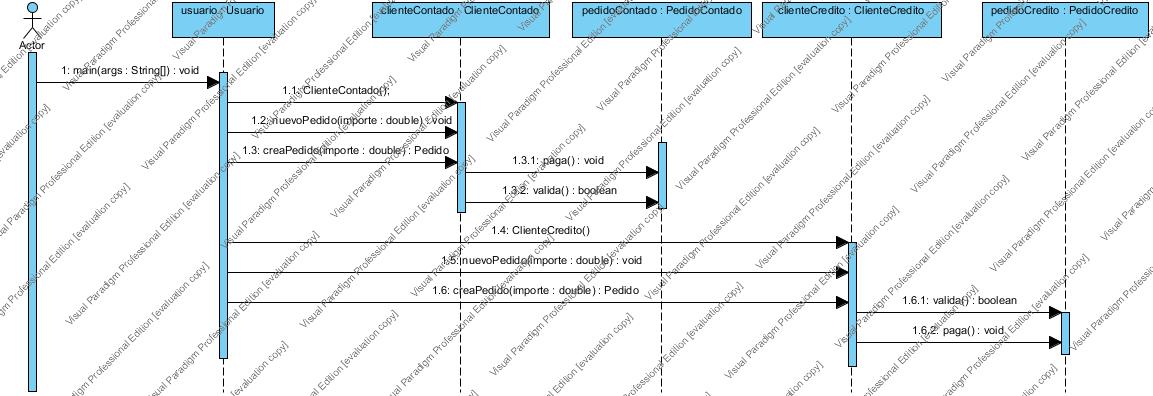 usuario : Usuario
clienteContado : ClienteContado
pedidoContado : PedidoContado
clienteCredito : ClienteCredito
pedidoCredito : PedidoCredito
Actor
1: main(args : String[]) : void
1.1: ClienteContado();
1.2: nuevoPedido(importe : double) : void
1.3: creaPedido(importe : double) : Pedido
1.3.1: paga() : void
1.3.2: valida() : boolean
1.4: ClienteCredito()
1.5: nuevoPedido(importe : double) : void
1.6: creaPedido(importe : double) : Pedido
1.6.1: valida() : boolean
1.6.2: paga() : void
Visual Paradigm Professional Edition [evaluation copy]